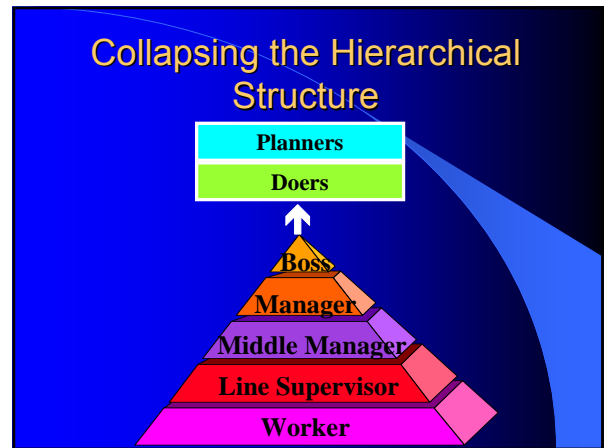 Collapsing the Hierarchical
Structure
Planners
Doers
Boss
Manager
Middle Manager
Line Supervisor
Worker